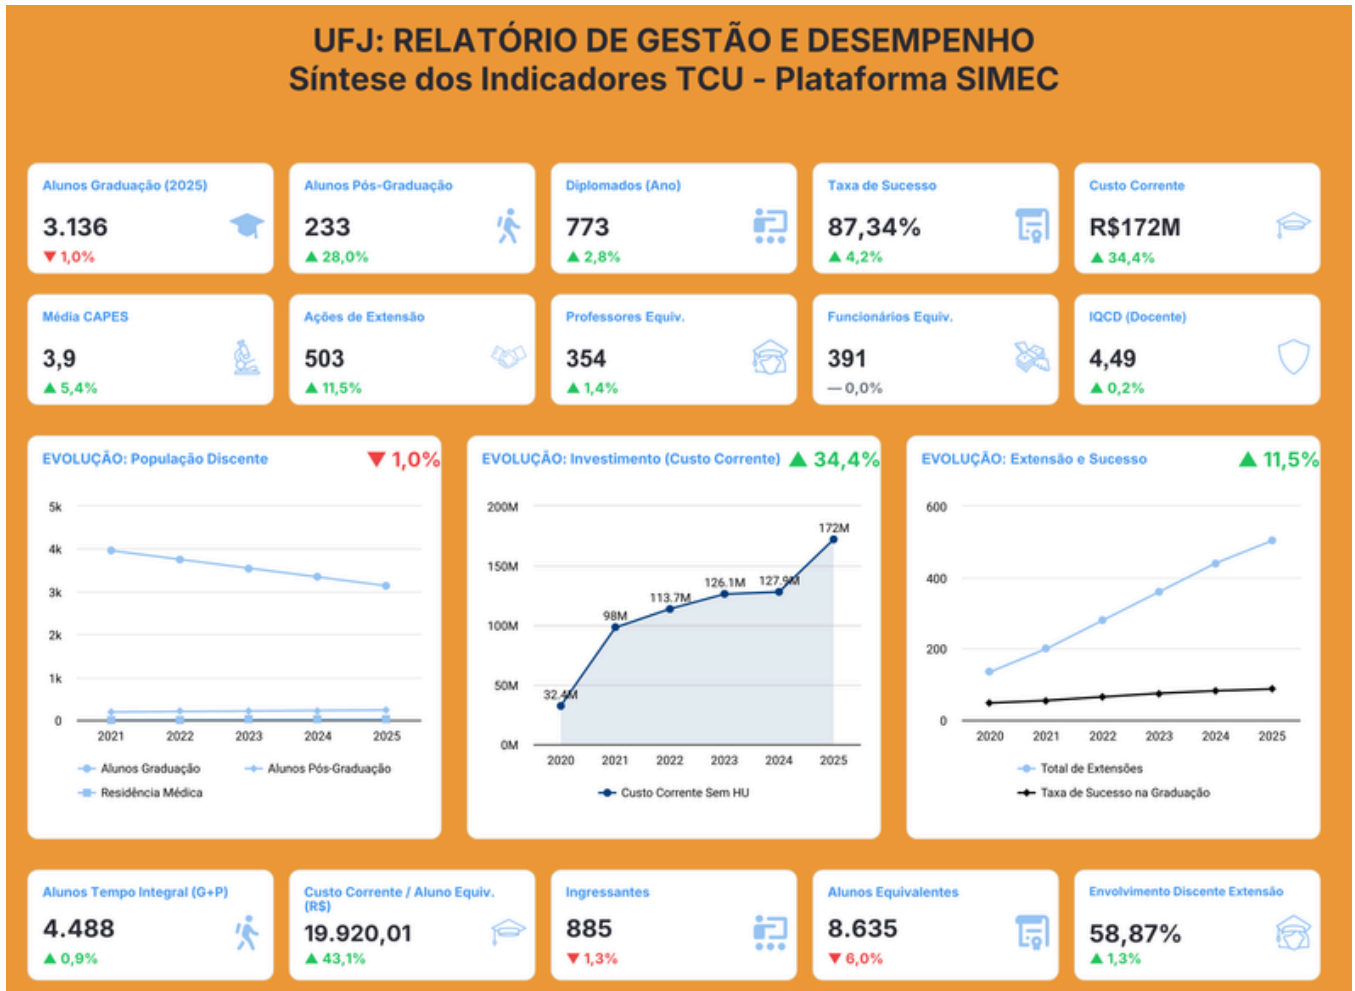 UFJ: RELATÓRIO DE GESTÃO E DESEMPENHO
Síntese dos Indicadores TCU - Plataforma SIMEC
Alunos Graduação (2025)
3.136
▼ 1,0%
Alunos Pós-Graduação
233
▲ 28,0%
Diplomados (Ano)
773
▲ 2,8%
Taxa de Sucesso
87,34%
▲ 4,2%
Custo Corrente
R$172M
▲ 34,4%
Média CAPES
3,9
▲ 5,4%
Ações de Extensão
503
▲ 11,5%
Professores Equiv.
354
▲ 1,4%
Funcionários Equiv.
391
— 0,0%
IQCD (Docente)
4,49
▲ 0,2%
EVOLUÇÃO: População Discente ▼ 1,0%
5k
4k
3k
2k
1k
0
2021 2022 2023 2024 2025
Alunos Graduação Alunos Pós-Graduação
Residência Médica
EVOLUÇÃO: Investimento (Custo Corrente) ▲ 34,4%
200M
150M
100M
50M
0M
32.4M 98M 113.7M 126.1M 127.9M 172M
2020 2021 2022 2023 2024 2025
Custo Corrente Sem HU
EVOLUÇÃO: Extensão e Sucesso ▲ 11,5%
600
400
200
0
2020 2021 2022 2023 2024 2025
Total de Extensões
Taxa de Sucesso na Graduação
Alunos Tempo Integral (G+P)
4.488
▲ 0,9%
Custo Corrente / Aluno Equiv.
(R$)
19.920,01
▲ 43,1%
Ingressantes
885
▼ 1,3%
Alunos Equivalentes
8.635
▼ 6,0%
Envolvimento Discente Extensão
58,87%
▲ 1,3%